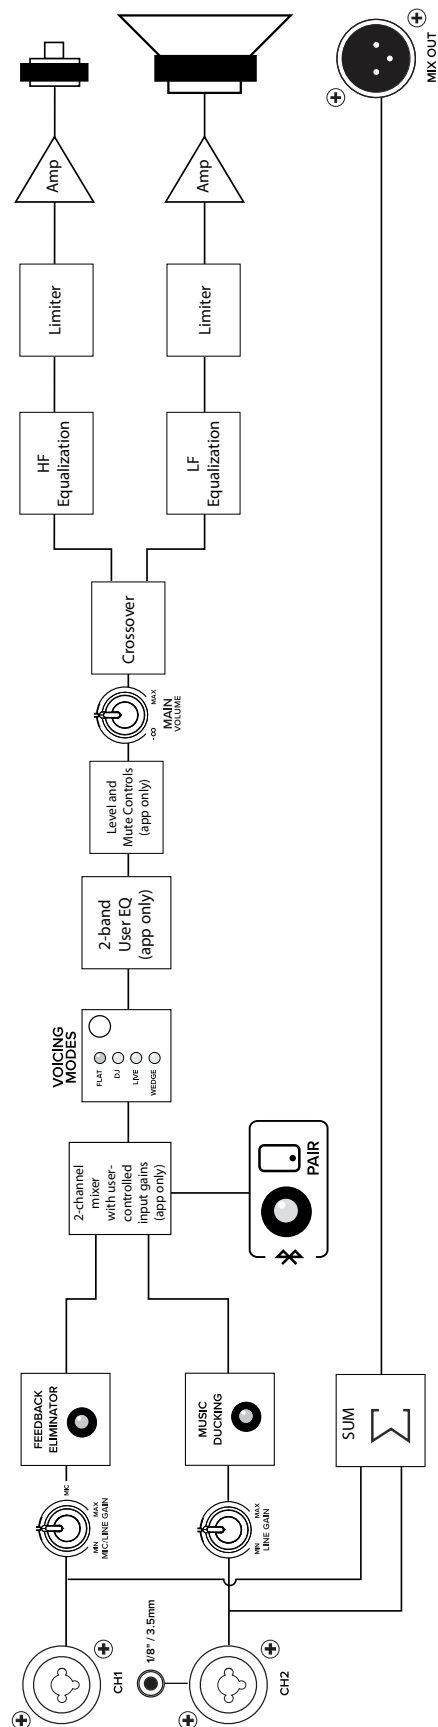 MIX OUT
Amp
Amp
Limiter
Limiter
HF
Equalization
LF
Equalization
Crossover
-∞
MAX
MAIN
VOLUME
Level and
Mute Controls
(app only)
2-band
User EQ
(app only)
VOICING
MODES
FLAT
DJ
LIVE
WEDGE
2-channel
mixer
with user-
controlled
input gains
(app only)
PAIR
FEEDBACK
ELIMINATOR
MUSIC
DUCKING
SUM
Σ
MIC
MIN
MAX
MIC/LINE GAIN
MIN
MAX
LINE GAIN
CH1
1/8" / 3.5mm
CH2